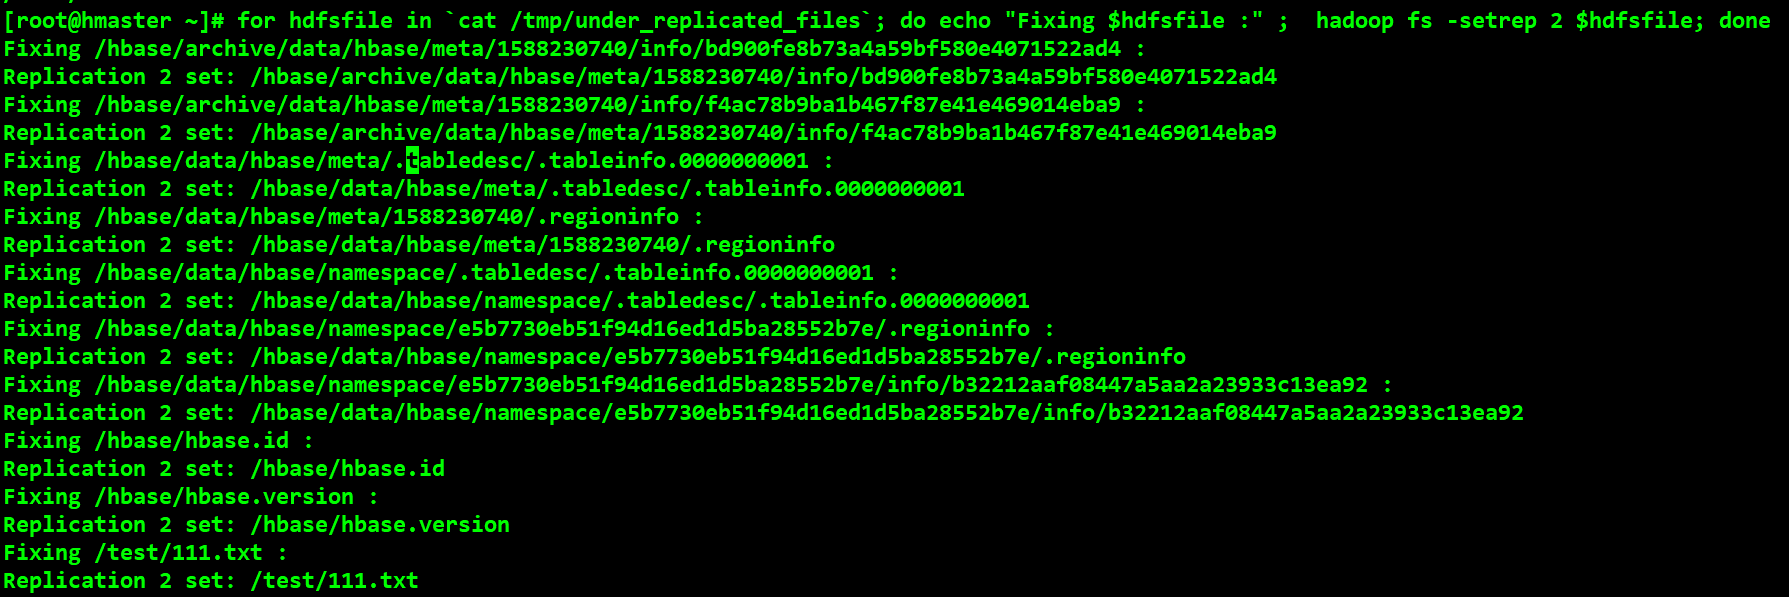 [root@hmaster ~]# for hdfsfile in `cat /tmp/under_replicated_files`; do echo "Fixing $hdfsfile :" ;  hadoop fs -setrep 2 $hdfsfile; done
Fixing /hbase/archive/data/hbase/meta/1588230740/info/bd900fe8b73a4a59bf580e4071522ad4 :
Replication 2 set: /hbase/archive/data/hbase/meta/1588230740/info/bd900fe8b73a4a59bf580e4071522ad4
Fixing /hbase/archive/data/hbase/meta/1588230740/info/f4ac78b9ba1b467f87e41e469014eba9 :
Replication 2 set: /hbase/archive/data/hbase/meta/1588230740/info/f4ac78b9ba1b467f87e41e469014eba9
Fixing /hbase/data/hbase/meta/.tabledesc/.tableinfo.0000000001 :
Replication 2 set: /hbase/data/hbase/meta/.tabledesc/.tableinfo.0000000001
Fixing /hbase/data/hbase/meta/1588230740/.regioninfo :
Replication 2 set: /hbase/data/hbase/meta/1588230740/.regioninfo
Fixing /hbase/data/hbase/namespace/.tabledesc/.tableinfo.0000000001 :
Replication 2 set: /hbase/data/hbase/namespace/.tabledesc/.tableinfo.0000000001
Fixing /hbase/data/hbase/namespace/e5b7730eb51f94d16ed1d5ba28552b7e/.regioninfo :
Replication 2 set: /hbase/data/hbase/namespace/e5b7730eb51f94d16ed1d5ba28552b7e/.regioninfo
Fixing /hbase/data/hbase/namespace/e5b7730eb51f94d16ed1d5ba28552b7e/info/b32212aaf08447a5aa2a23933c13ea92 :
Replication 2 set: /hbase/data/hbase/namespace/e5b7730eb51f94d16ed1d5ba28552b7e/info/b32212aaf08447a5aa2a23933c13ea92
Fixing /hbase/hbase.id :
Replication 2 set: /hbase/hbase.id
Fixing /hbase/hbase.version :
Replication 2 set: /hbase/hbase.version
Fixing /test/111.txt :
Replication 2 set: /test/111.txt